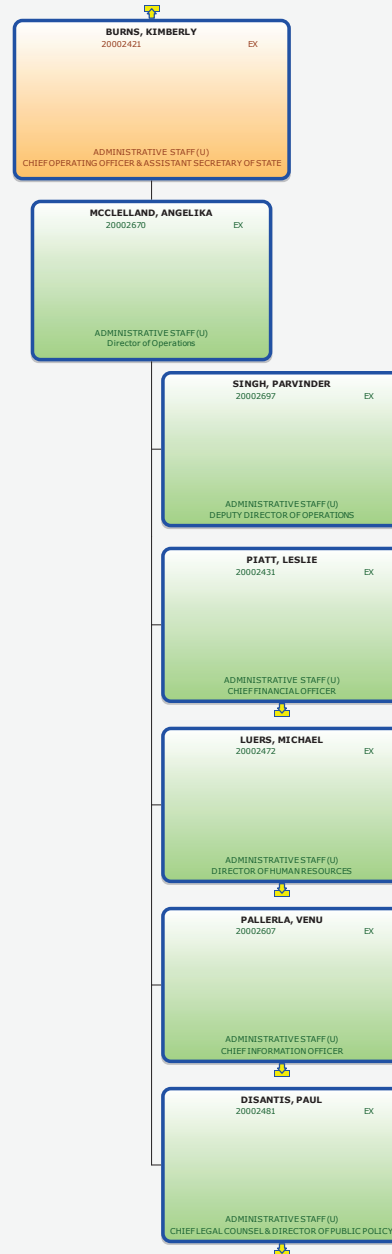 BURNS, KIMBERLY
20002421 EX
ADMINISTRATIVE STAFF(U)
CHIEF OPERATING OFFICER & ASSISTANT SECRETARY OF STATE
MCCLELLAND, ANGELIKA
20002670 EX
ADMINISTRATIVE STAFF(U)
Director of Operations
SINGH, PARVINDER
20002697 EX
ADMINISTRATIVE STAFF(U)
DEPUTY DIRECTOR OF OPERATIONS
PIATT, LESLIE
20002431 EX
ADMINISTRATIVE STAFF(U)
CHIEF FINANCIAL OFFICER
LUERS, MICHAEL
20002472 EX
ADMINISTRATIVE STAFF(U)
DIRECTOR OF HUMAN RESOURCES
PALLERLA, VENU
20002607 EX
ADMINISTRATIVE STAFF(U)
CHIEF INFORMATION OFFICER
DISANTIS, PAUL
20002481 EX
ADMINISTRATIVE STAFF(U)
CHIEF LEGAL COUNSEL & DIRECTOR OF PUBLIC POLICY